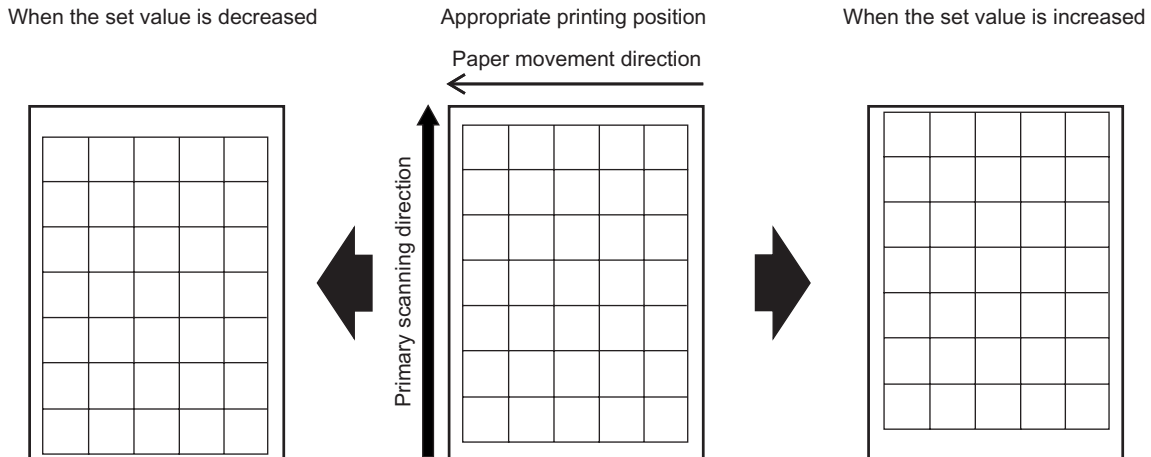 When the set value is decreased
Appropriate printing position
When the set value is increased
Paper movement direction
Primary scanning direction